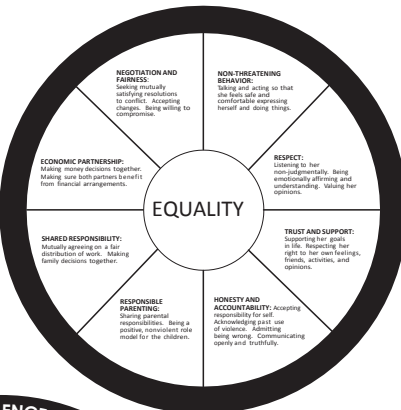 NEGOTIATION AND
FAIRNESS:
Seeking mutually
satisfying resolutions
to conflict. Accepting
changes. Being willing to
compromise.
NON-THREATENING
BEHAVIOR:
Talking and acting so that
she feels safe and
comfortable expressing
herself and doing things.
ECONOMIC PARTNERSHIP:
Making money decisions together.
Making sure both partners benefit
from financial arrangements.
RESPECT:
Listening to her
non-judgmentally. Being
emotionally affirming and
understanding. Valuing her
opinions.
EQUALITY
SHARED RESPONSIBILITY:
Mutually agreeing on a fair
distribution of work. Making
family decisions together.
TRUST AND SUPPORT:
Supporting her goals
in life. Respecting her
right to her own feelings,
friends, activities, and
opinions.
RESPONSIBLE
PARENTING:
Sharing parental
responsibilities. Being a
positive, nonviolent role
model for the children.
HONESTY AND
ACCOUNTABILITY: Accepting
responsibility for self.
Acknowledging past use
of violence. Admitting
being wrong. Communicating
openly and truthfully.